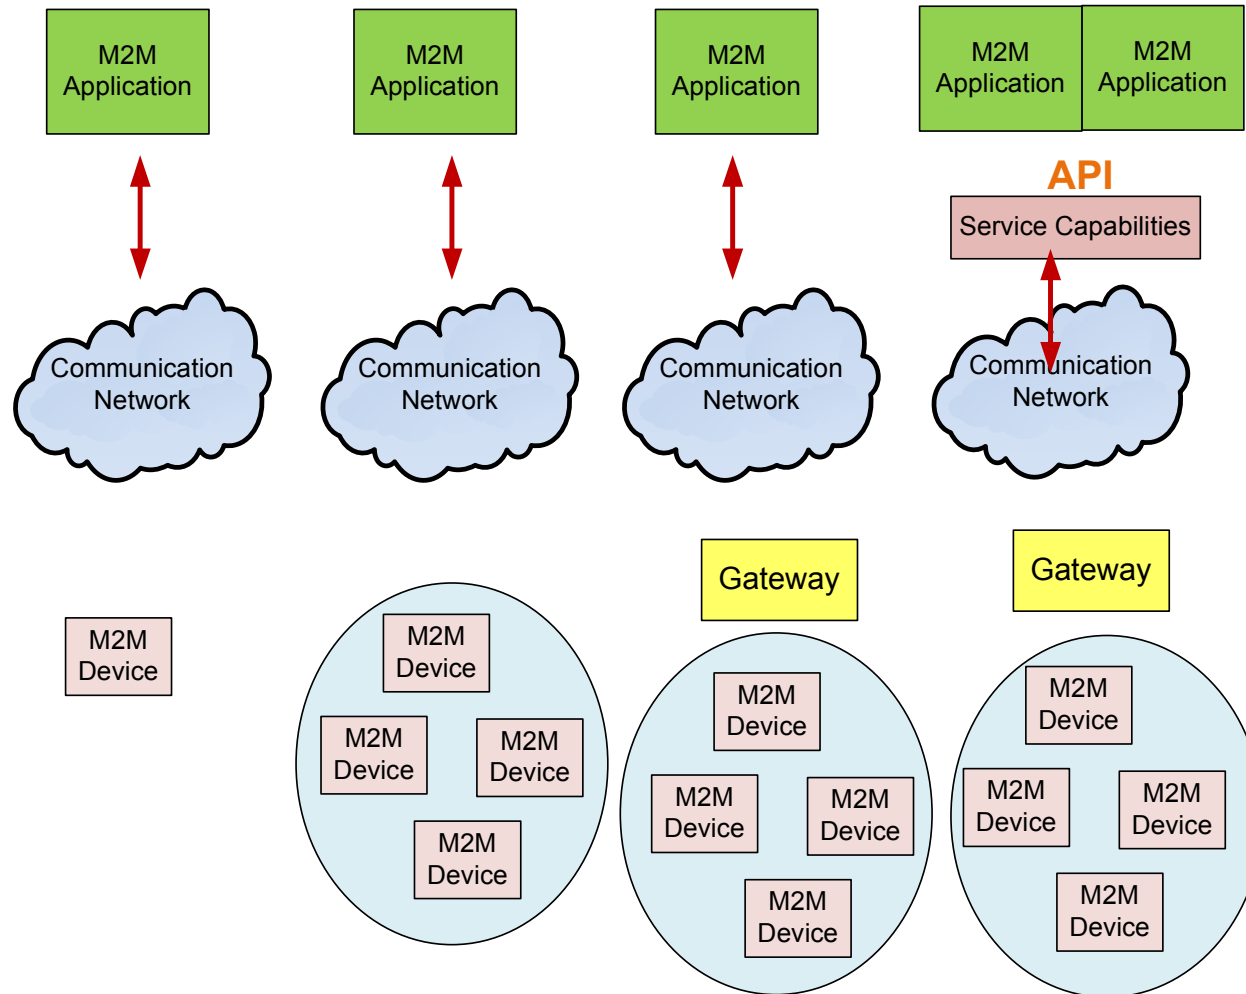 M2M
Application
M2M
Application
M2M
Application
M2M
Application
M2M
Application
API
Service Capabilities
Communication
Network
Communication
Network
Communication
Network
Communication
Network
Gateway
Gateway
M2M
Device
M2M
Device
M2M
Device
M2M
Device
M2M
Device
M2M
Device
M2M
Device
M2M
Device
M2M
Device
M2M
Device
M2M
Device
M2M
Device
M2M
Device